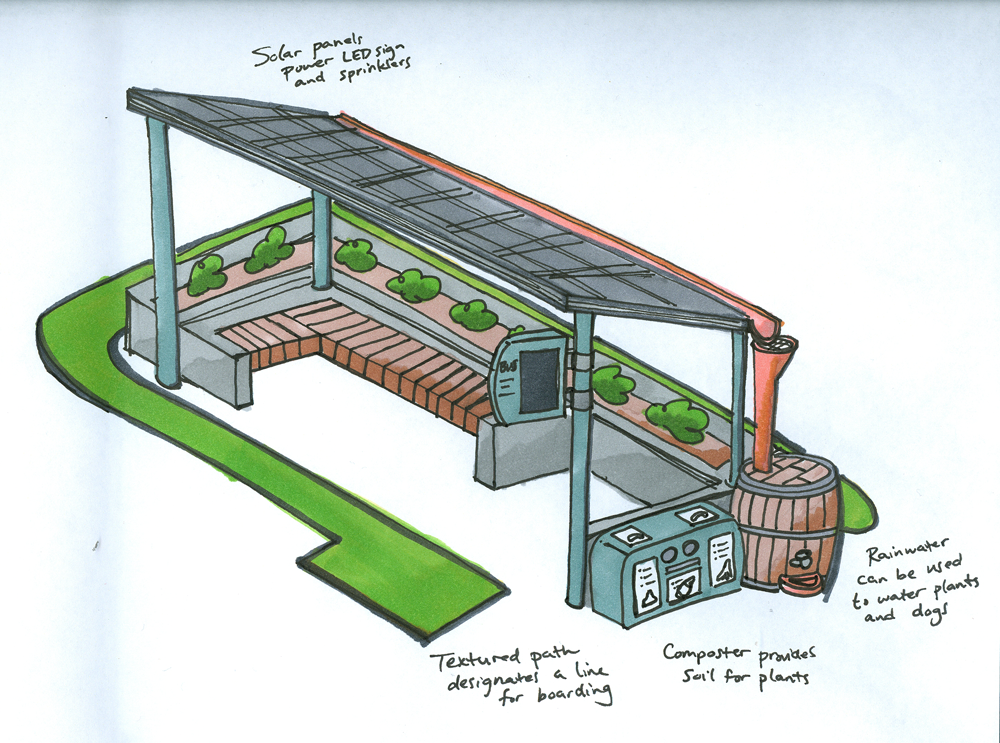 Solar panels
power LED sign
and sprinklers
BUS
Rainwater
can be used
to water plants
and dogs
Textured path
designates a line
for boarding
Composter provides
soil for plants